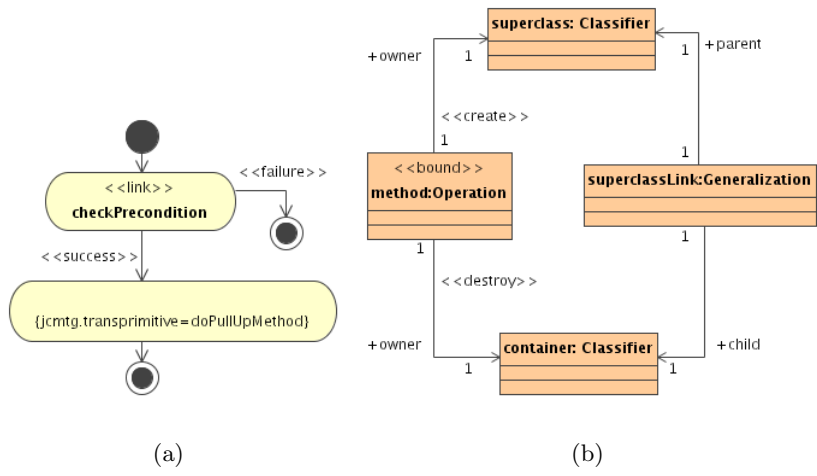 <<link>>
checkPrecondition
<<failure>>
<<success>>
{jcmtg.transprimitive=doPullUpMethod}
(a)
superclass: Classifier
+owner
1
1
+parent
<<create>>
1
1
<<bound>>
method:Operation
superclassLink:Generalization
1
1
<<destroy>>
+owner
container: Classifier
+child
1
1
(b)